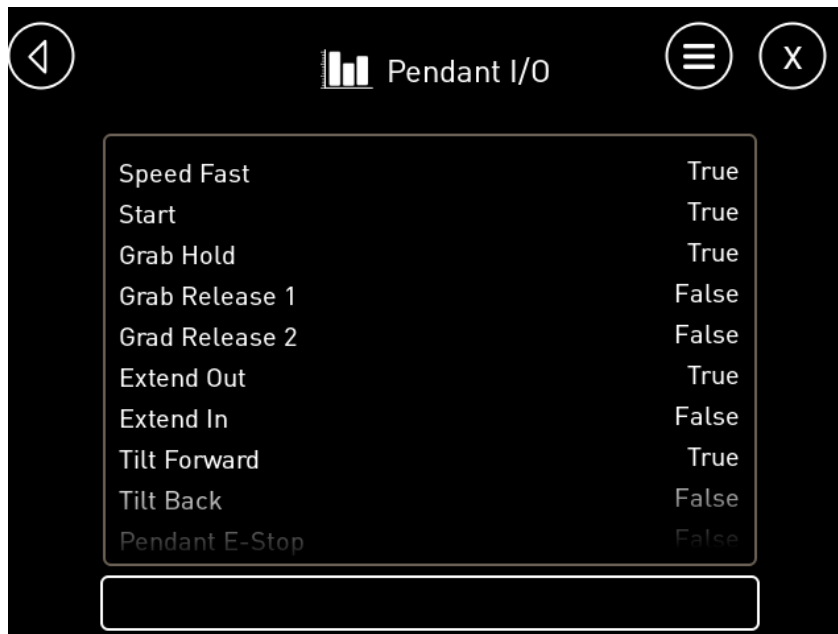 Pendant I/O
X
Speed Fast True
Start True
Grab Hold True
Grab Release 1 False
Grad Release 2 False
Extend Out True
Extend In False
Tilt Forward True
Tilt Back False
Pendant E-Stop False